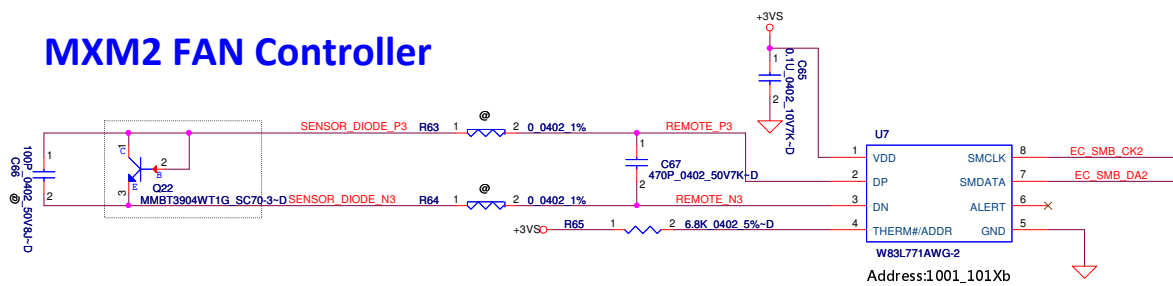 MXM2 FAN Controller
+3VS
1
2
C65
0.1U_0402_10V7K~D
@
@
SENSOR_DIODE_P3
R63
1
2
0_0402_1%
REMOTE_P3
U7
1
2
C66
100P_0402_50V8J~D
@
1
C
2
B
E
3
Q22
MMBT3904WT1G_SC70-3~D
1
2
C67
470P_0402_50V7K~D
1
VDD
SMCLK
8
EC_SMB_CK2
2
DP
SMDATA
7
EC_SMB_DA2
SENSOR_DIODE_N3
R64
1
2
0_0402_1%
REMOTE_N3
3
DN
ALERT
6
+3VS
R65
1
2
6.8K_0402_5%~D
4
THERM#/ADDR
GND
5
W83L771AWG-2
Address:1001_101Xb